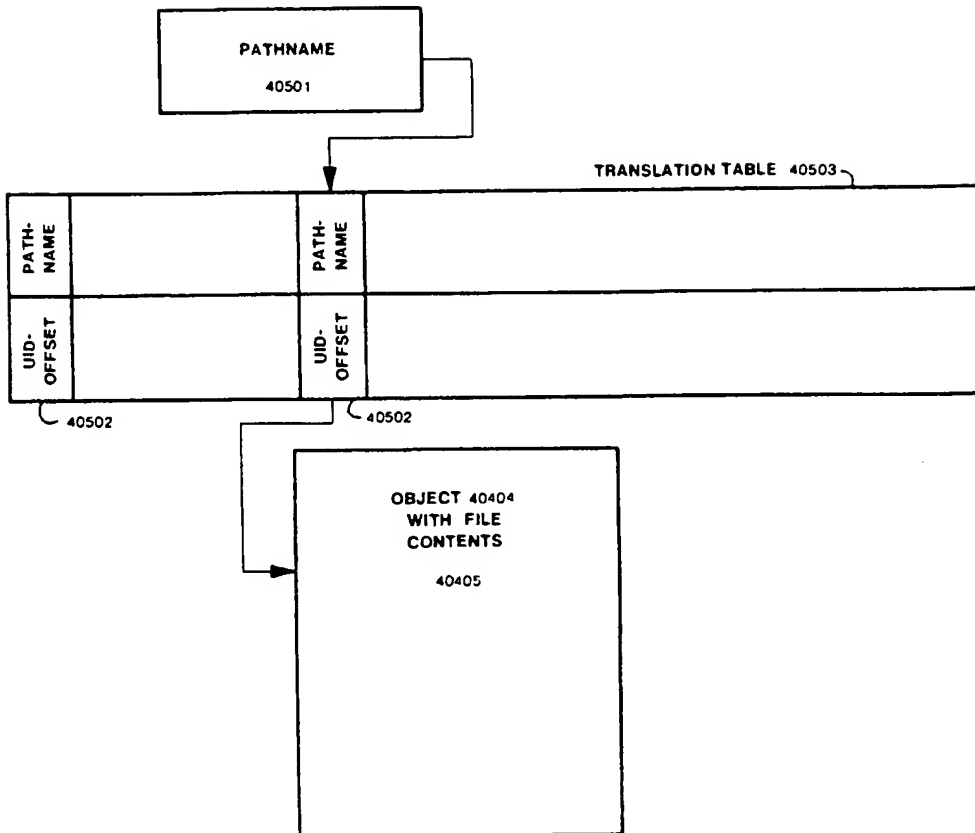 PATHNAME
40501
TRANSLATION TABLE 40503
PATH-
NAME
PATH-
NAME
UID-
OFFSET
UID-
OFFSET
40502
40502
OBJECT 40404
WITH FILE
CONTENTS
40405